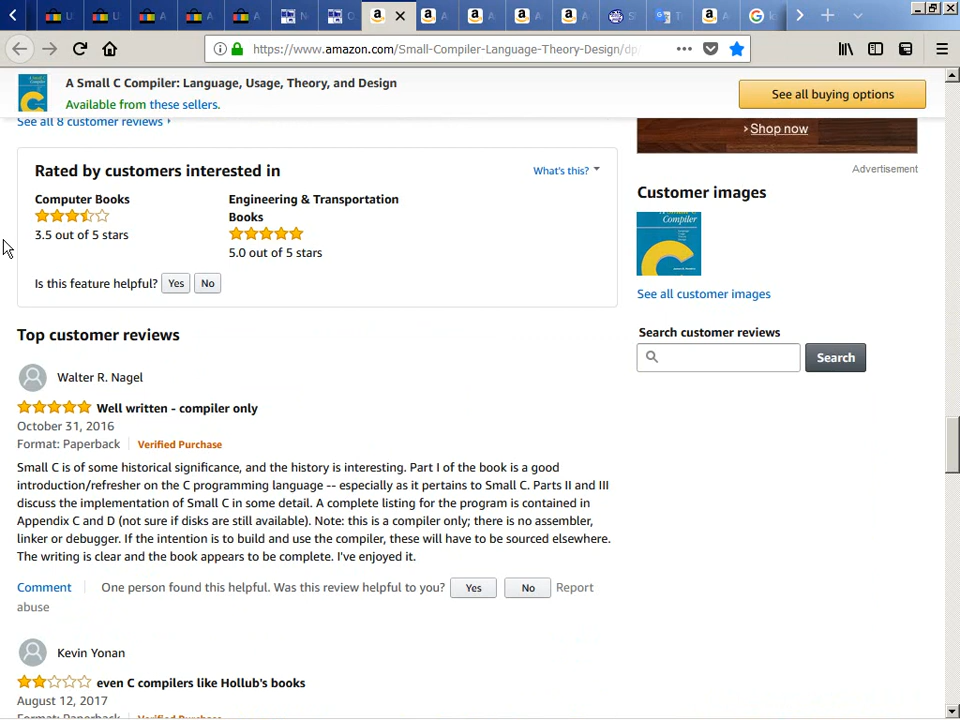 U
U
A
A
A
N
O
A
A
A
A
S
T
A
G
https://www.amazon.com/Small-Compiler-Language-Theory-Design/dp
A Small C Compiler: Language, Usage, Theory, and Design
Available from these sellers.
See all buying options
See all 8 customer reviews
Shop now
Advertisement
Rated by customers interested in
What's this?
Computer Books
3.5 out of 5 stars
Engineering & Transportation
Books
5.0 out of 5 stars
Is this feature helpful? Yes No
Customer images
Compiler
See all customer images
Search customer reviews
Search
Top customer reviews
Walter R. Nagel
Well written - compiler only
October 31, 2016
Format: Paperback Verified Purchase
Small C is of some historical significance, and the history is interesting. Part I of the book is a good
introduction/refresher on the C programming language -- especially as it pertains to Small C. Parts II and III
discuss the implementation of Small C in some detail. A complete listing for the program is contained in
Appendix C and D (not sure if disks are still available). Note: this is a compiler only; there is no assembler,
linker or debugger. If the intention is to build and use the compiler, these will have to be sourced elsewhere.
The writing is clear and the book appears to be complete. I've enjoyed it.
Comment One person found this helpful. Was this review helpful to you? Yes No Report
abuse
Kevin Yonan
even C compilers like Hollub's books
August 12, 2017
Format: Paperback Verified Purchase